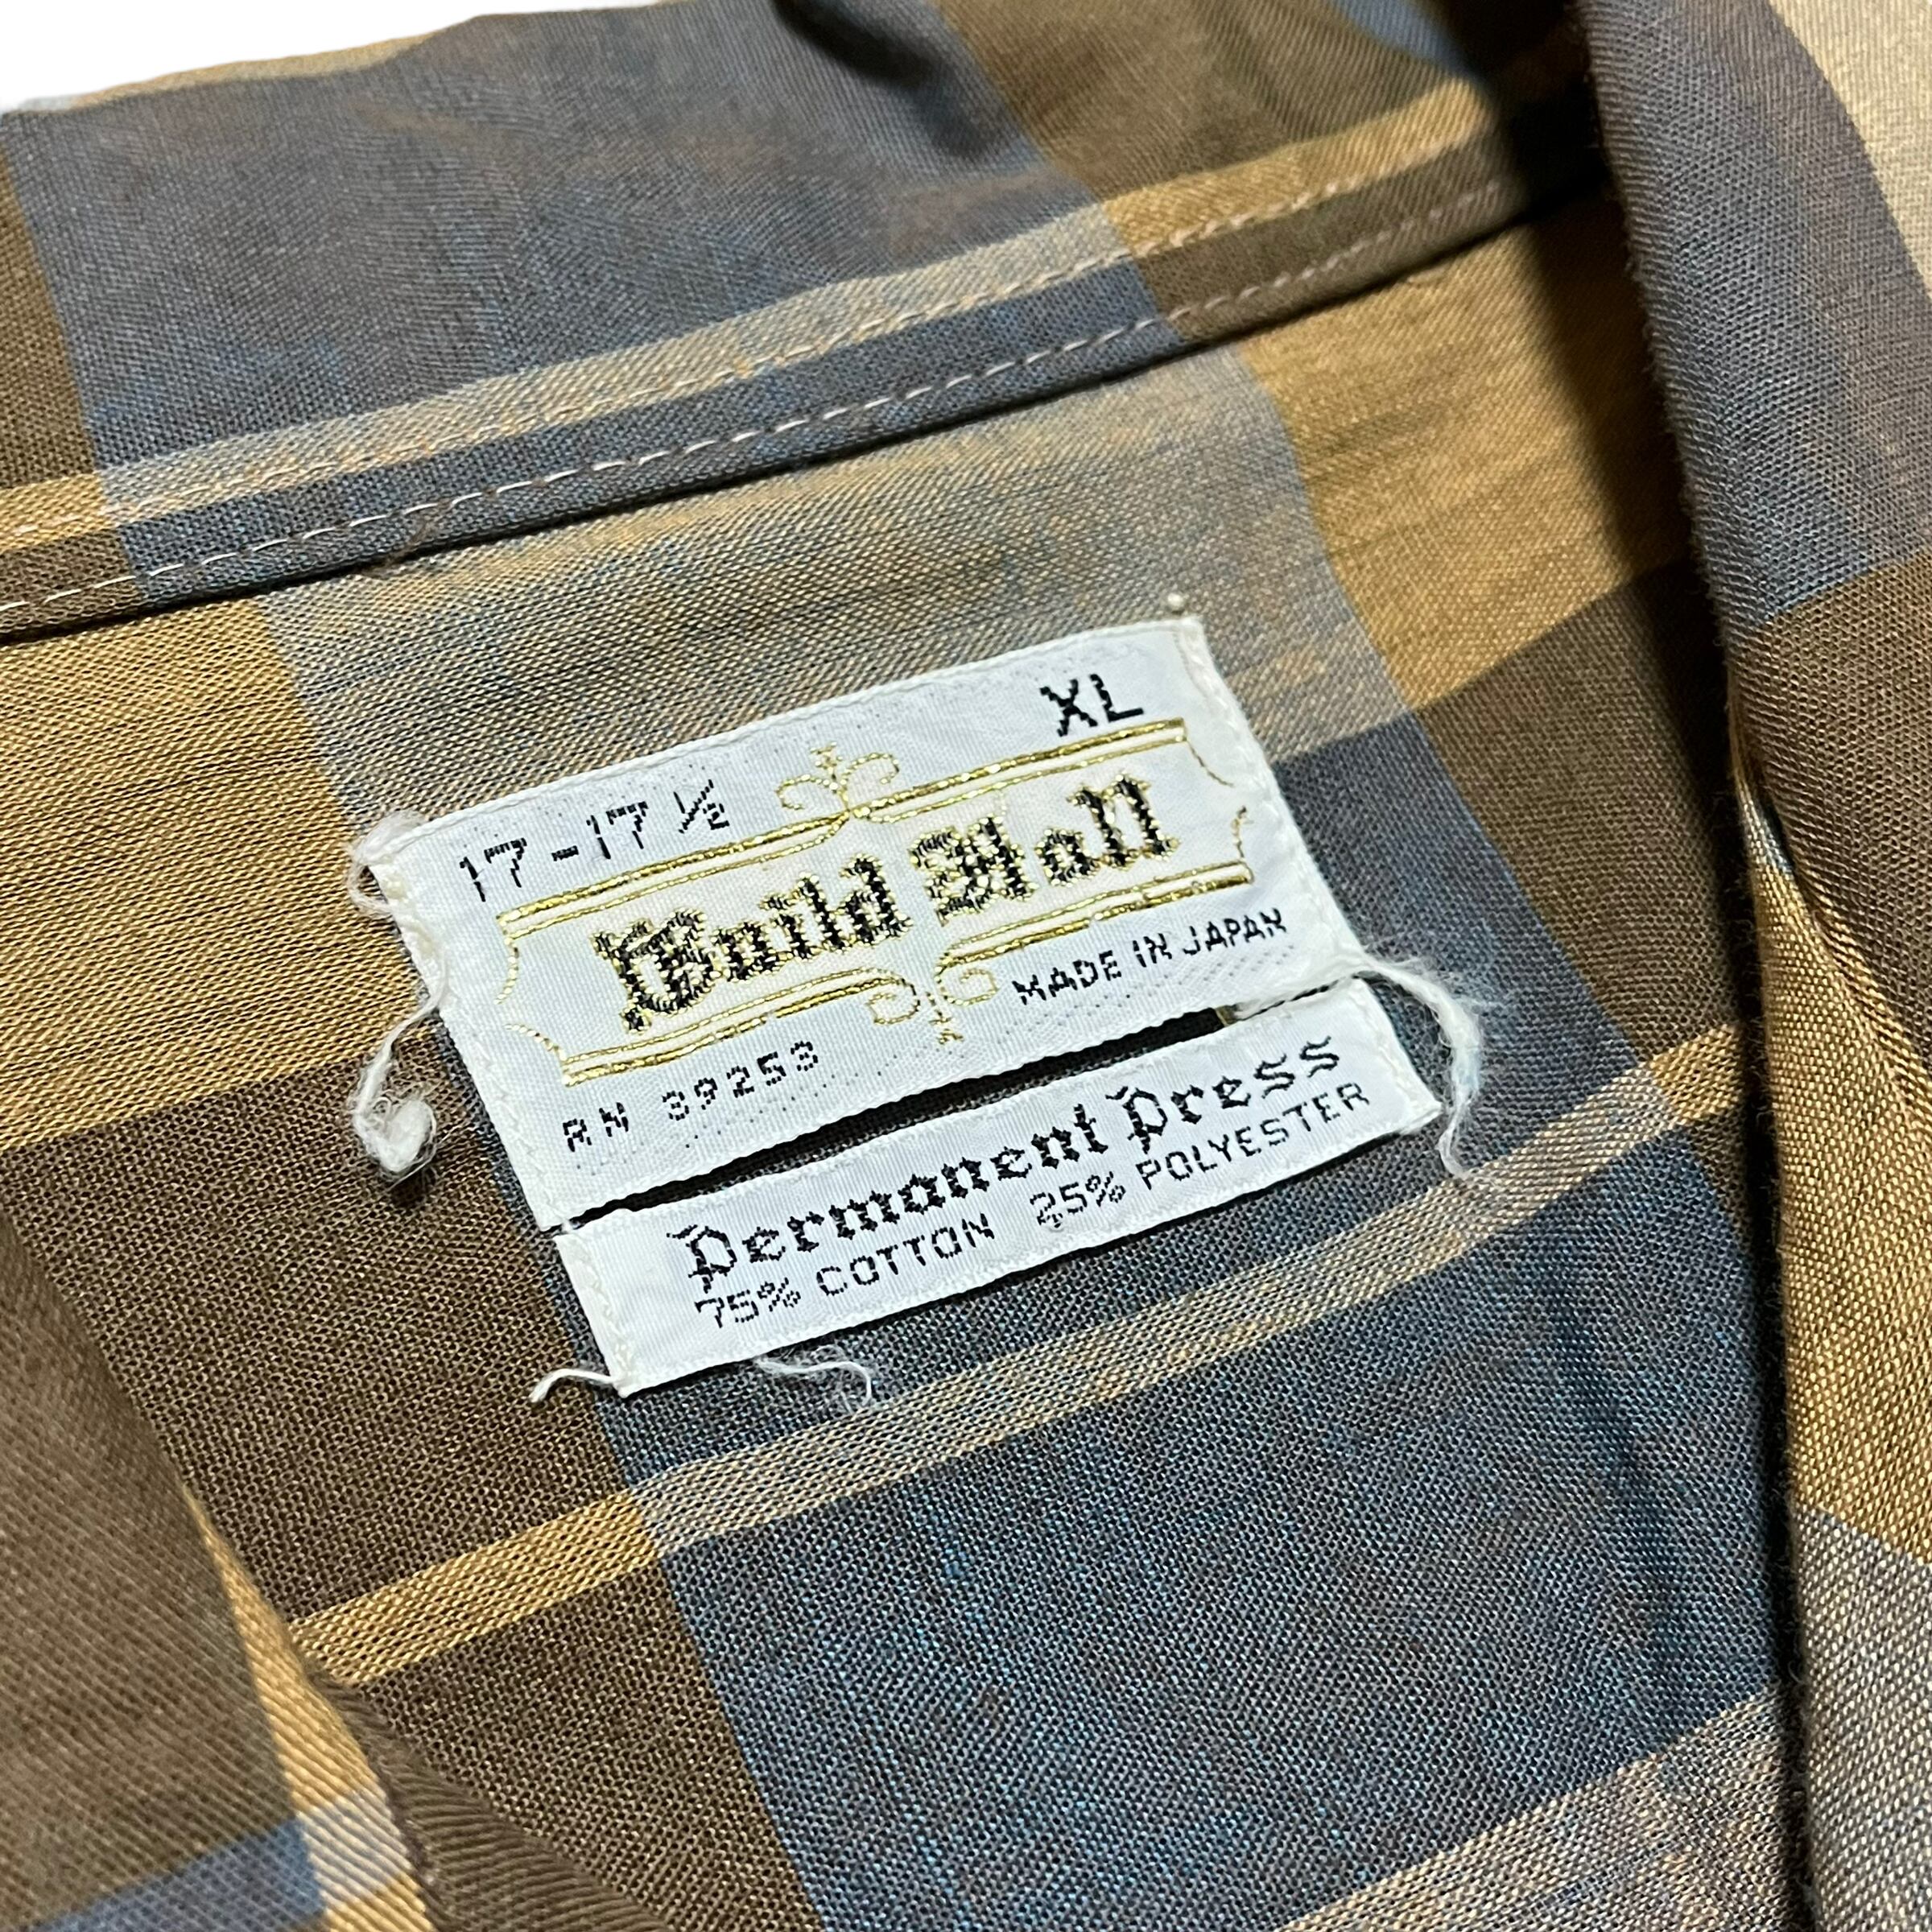 17-17½ XL
Guild Hall
RN 39253 MADE IN JAPAN
Permanent Press
75% COTTON 25% POLYESTER